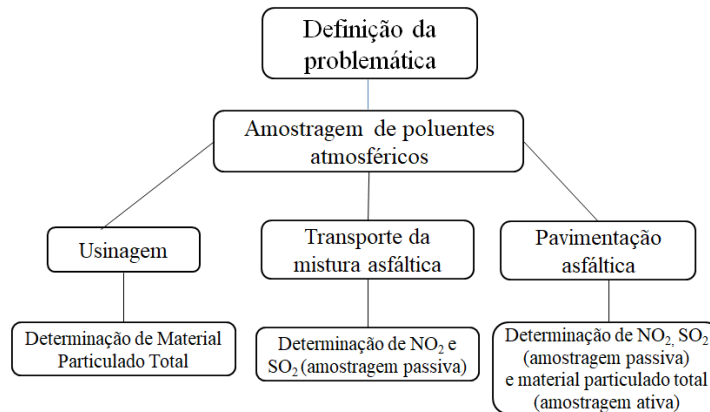 Definição da
problemática
Amostragem de poluentes
atmosféricos
Usinagem
Transporte da
mistura asfáltica
Pavimentação
asfáltica
Determinação de Material
Particulado Total
Determinação de NO₂ e
SO₂ (amostragem passiva)
Determinação de NO₂, SO₂
(amostragem passiva)
e material particulado total
(amostragem ativa)